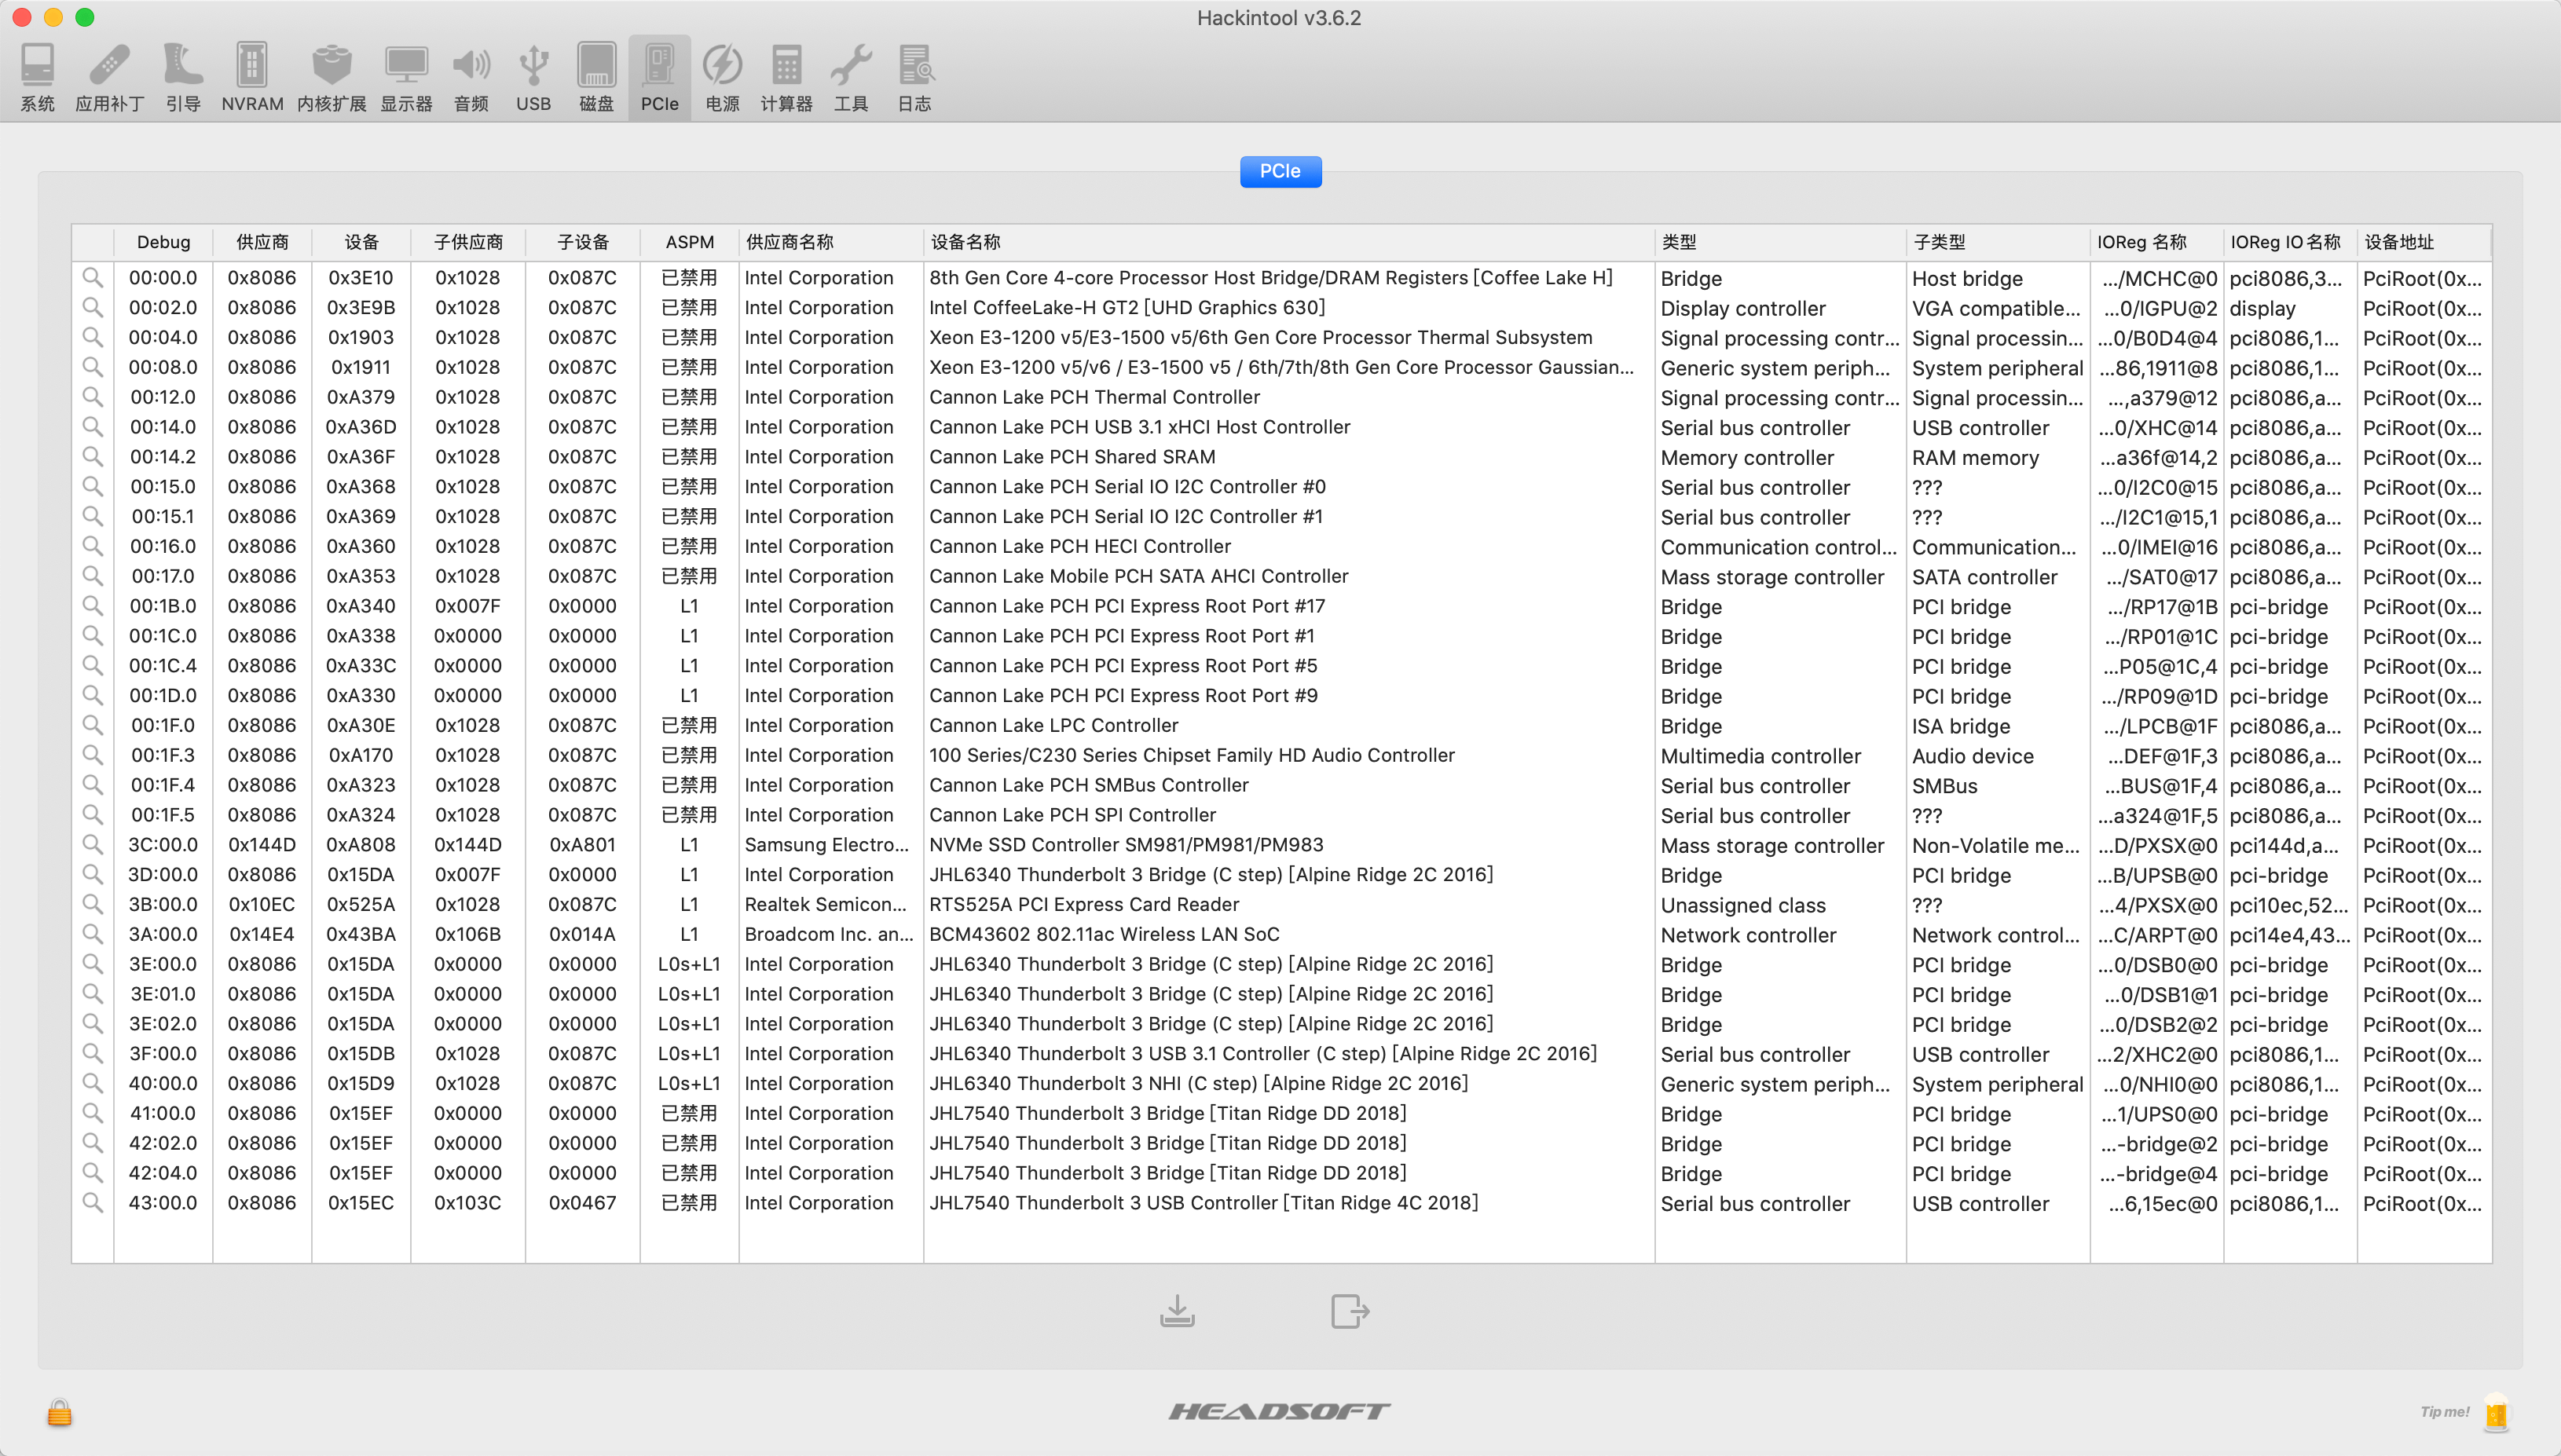 Hackintool v3.6.2
系统 应用补丁 引导 NVRAM 内核扩展 显示器 音频 USB 磁盘 PCIe 电源 计算器 工具 日志
PCIe
Debug 供应商 设备 子供应商 子设备 ASPM 供应商名称 设备名称 类型 子类型 IOReg 名称 IOReg IO 名称 设备地址
00:00.0 0x8086 0x3E10 0x1028 0x087C 已禁用 Intel Corporation 8th Gen Core 4-core Processor Host Bridge/DRAM Registers [Coffee Lake H] Bridge Host bridge .../MCHC@0 pci8086,3... PciRoot(0x...
00:02.0 0x8086 0x3E9B 0x1028 0x087C 已禁用 Intel Corporation Intel CoffeeLake-H GT2 [UHD Graphics 630] Display controller VGA compatible... ...0/IGPU@2 display PciRoot(0x...
00:04.0 0x8086 0x1903 0x1028 0x087C 已禁用 Intel Corporation Xeon E3-1200 v5/E3-1500 v5/6th Gen Core Processor Thermal Subsystem Signal processing contr... Signal processin... ...0/B0D4@4 pci8086,1... PciRoot(0x...
00:08.0 0x8086 0x1911 0x1028 0x087C 已禁用 Intel Corporation Xeon E3-1200 v5/v6 / E3-1500 v5 / 6th/7th/8th Gen Core Processor Gaussian... Generic system periph... System peripheral ...86,1911@8 pci8086,1... PciRoot(0x...
00:12.0 0x8086 0xA379 0x1028 0x087C 已禁用 Intel Corporation Cannon Lake PCH Thermal Controller Signal processing contr... Signal processin... ...,a379@12 pci8086,a... PciRoot(0x...
00:14.0 0x8086 0xA36D 0x1028 0x087C 已禁用 Intel Corporation Cannon Lake PCH USB 3.1 xHCI Host Controller Serial bus controller USB controller ...0/XHC@14 pci8086,a... PciRoot(0x...
00:14.2 0x8086 0xA36F 0x1028 0x087C 已禁用 Intel Corporation Cannon Lake PCH Shared SRAM Memory controller RAM memory ...a36f@14,2 pci8086,a... PciRoot(0x...
00:15.0 0x8086 0xA368 0x1028 0x087C 已禁用 Intel Corporation Cannon Lake PCH Serial IO I2C Controller #0 Serial bus controller ??? ...0/I2C0@15 pci8086,a... PciRoot(0x...
00:15.1 0x8086 0xA369 0x1028 0x087C 已禁用 Intel Corporation Cannon Lake PCH Serial IO I2C Controller #1 Serial bus controller ??? .../I2C1@15,1 pci8086,a... PciRoot(0x...
00:16.0 0x8086 0xA360 0x1028 0x087C 已禁用 Intel Corporation Cannon Lake PCH HECI Controller Communication control... Communication... ...0/IMEI@16 pci8086,a... PciRoot(0x...
00:17.0 0x8086 0xA353 0x1028 0x087C 已禁用 Intel Corporation Cannon Lake Mobile PCH SATA AHCI Controller Mass storage controller SATA controller .../SAT0@17 pci8086,a... PciRoot(0x...
00:1B.0 0x8086 0xA340 0x007F 0x0000 L1 Intel Corporation Cannon Lake PCH PCI Express Root Port #17 Bridge PCI bridge .../RP17@1B pci-bridge PciRoot(0x...
00:1C.0 0x8086 0xA338 0x0000 0x0000 L1 Intel Corporation Cannon Lake PCH PCI Express Root Port #1 Bridge PCI bridge .../RP01@1C pci-bridge PciRoot(0x...
00:1C.4 0x8086 0xA33C 0x0000 0x0000 L1 Intel Corporation Cannon Lake PCH PCI Express Root Port #5 Bridge PCI bridge ...P05@1C,4 pci-bridge PciRoot(0x...
00:1D.0 0x8086 0xA330 0x0000 0x0000 L1 Intel Corporation Cannon Lake PCH PCI Express Root Port #9 Bridge PCI bridge .../RP09@1D pci-bridge PciRoot(0x...
00:1F.0 0x8086 0xA30E 0x1028 0x087C 已禁用 Intel Corporation Cannon Lake LPC Controller Bridge ISA bridge .../LPCB@1F pci8086,a... PciRoot(0x...
00:1F.3 0x8086 0xA170 0x1028 0x087C 已禁用 Intel Corporation 100 Series/C230 Series Chipset Family HD Audio Controller Multimedia controller Audio device ...DEF@1F,3 pci8086,a... PciRoot(0x...
00:1F.4 0x8086 0xA323 0x1028 0x087C 已禁用 Intel Corporation Cannon Lake PCH SMBus Controller Serial bus controller SMBus ...BUS@1F,4 pci8086,a... PciRoot(0x...
00:1F.5 0x8086 0xA324 0x1028 0x087C 已禁用 Intel Corporation Cannon Lake PCH SPI Controller Serial bus controller ??? ...a324@1F,5 pci8086,a... PciRoot(0x...
3C:00.0 0x144D 0xA808 0x144D 0xA801 L1 Samsung Electro... NVMe SSD Controller SM981/PM981/PM983 Mass storage controller Non-Volatile me... ...D/PXSX@0 pci144d,a... PciRoot(0x...
3D:00.0 0x8086 0x15DA 0x007F 0x0000 L1 Intel Corporation JHL6340 Thunderbolt 3 Bridge (C step) [Alpine Ridge 2C 2016] Bridge PCI bridge ...B/UPSB@0 pci-bridge PciRoot(0x...
3B:00.0 0x10EC 0x525A 0x1028 0x087C L1 Realtek Semicon... RTS525A PCI Express Card Reader Unassigned class ??? ...4/PXSX@0 pci10ec,52... PciRoot(0x...
3A:00.0 0x14E4 0x43BA 0x106B 0x014A L1 Broadcom Inc. an... BCM43602 802.11ac Wireless LAN SoC Network controller Network control... ...C/ARPT@0 pci14e4,43... PciRoot(0x...
3E:00.0 0x8086 0x15DA 0x0000 0x0000 L0s+L1 Intel Corporation JHL6340 Thunderbolt 3 Bridge (C step) [Alpine Ridge 2C 2016] Bridge PCI bridge ...0/DSB0@0 pci-bridge PciRoot(0x...
3E:01.0 0x8086 0x15DA 0x0000 0x0000 L0s+L1 Intel Corporation JHL6340 Thunderbolt 3 Bridge (C step) [Alpine Ridge 2C 2016] Bridge PCI bridge ...0/DSB1@1 pci-bridge PciRoot(0x...
3E:02.0 0x8086 0x15DA 0x0000 0x0000 L0s+L1 Intel Corporation JHL6340 Thunderbolt 3 Bridge (C step) [Alpine Ridge 2C 2016] Bridge PCI bridge ...0/DSB2@2 pci-bridge PciRoot(0x...
3F:00.0 0x8086 0x15DB 0x1028 0x087C L0s+L1 Intel Corporation JHL6340 Thunderbolt 3 USB 3.1 Controller (C step) [Alpine Ridge 2C 2016] Serial bus controller USB controller ...2/XHC2@0 pci8086,1... PciRoot(0x...
40:00.0 0x8086 0x15D9 0x1028 0x087C L0s+L1 Intel Corporation JHL6340 Thunderbolt 3 NHI (C step) [Alpine Ridge 2C 2016] Generic system periph... System peripheral ...0/NHI0@0 pci8086,1... PciRoot(0x...
41:00.0 0x8086 0x15EF 0x0000 0x0000 已禁用 Intel Corporation JHL7540 Thunderbolt 3 Bridge [Titan Ridge DD 2018] Bridge PCI bridge ...1/UPS0@0 pci-bridge PciRoot(0x...
42:02.0 0x8086 0x15EF 0x0000 0x0000 已禁用 Intel Corporation JHL7540 Thunderbolt 3 Bridge [Titan Ridge DD 2018] Bridge PCI bridge ...-bridge@2 pci-bridge PciRoot(0x...
42:04.0 0x8086 0x15EF 0x0000 0x0000 已禁用 Intel Corporation JHL7540 Thunderbolt 3 Bridge [Titan Ridge DD 2018] Bridge PCI bridge ...-bridge@4 pci-bridge PciRoot(0x...
43:00.0 0x8086 0x15EC 0x103C 0x0467 已禁用 Intel Corporation JHL7540 Thunderbolt 3 USB Controller [Titan Ridge 4C 2018] Serial bus controller USB controller ...6,15ec@0 pci8086,1... PciRoot(0x...
HEADSOFT
Tip me!